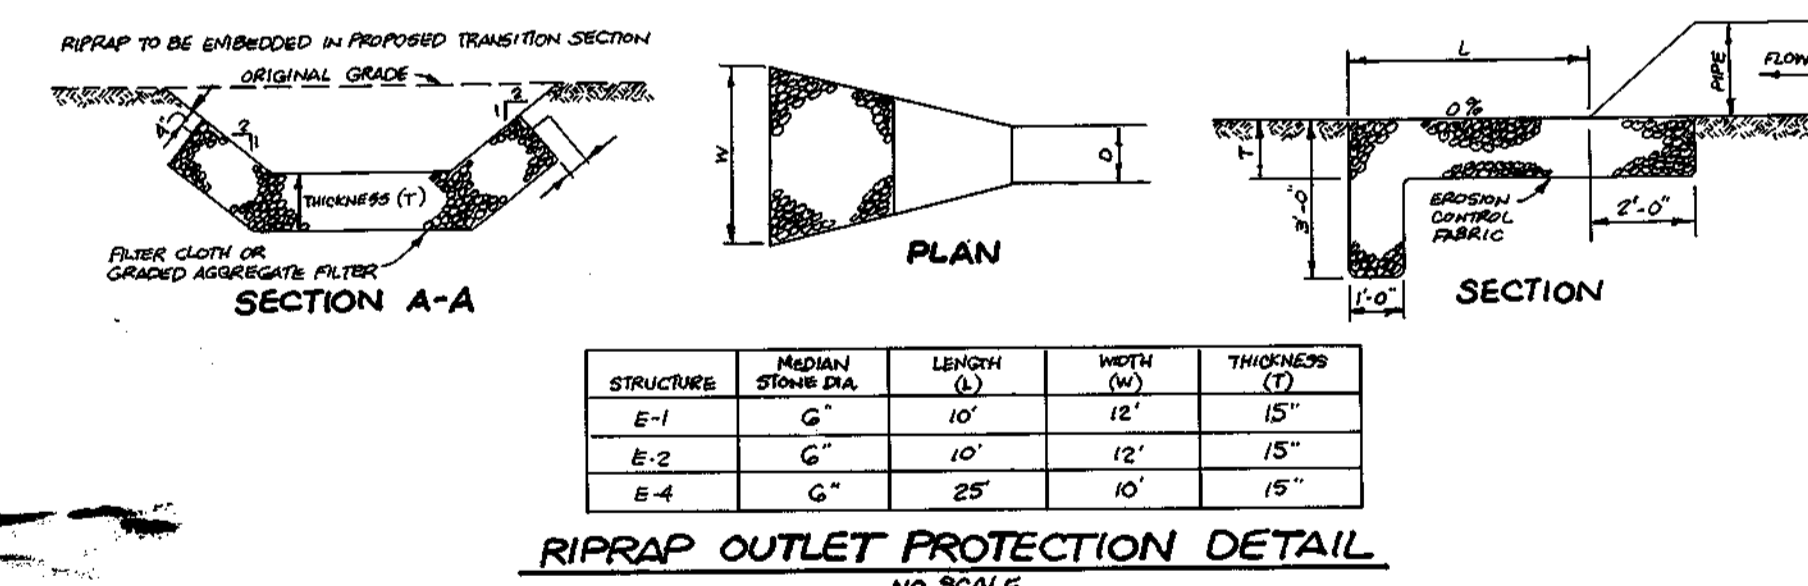 RIPRAP TO BE EMBEDDED IN PROPOSED TRANSITION SECTION
ORIGINAL GRADE
2
1
2
1
THICKNESS (T)
FILTER CLOTH OR
GRADED AGGREGATE FILTER
SECTION A-A
W
D
PLAN
L
PIPE
FLOW
0%
T
3'-0"
EROSION
CONTROL
FABRIC
2'-0"
1'-0"
SECTION
STRUCTURE MEDIAN STONE DIA. LENGTH (L) WIDTH (W) THICKNESS (T)
E-1 6" 10' 12' 15"
E-2 6" 10' 12' 15"
E-4 6" 25' 10' 15"
RIPRAP OUTLET PROTECTION DETAIL
NO SCALE